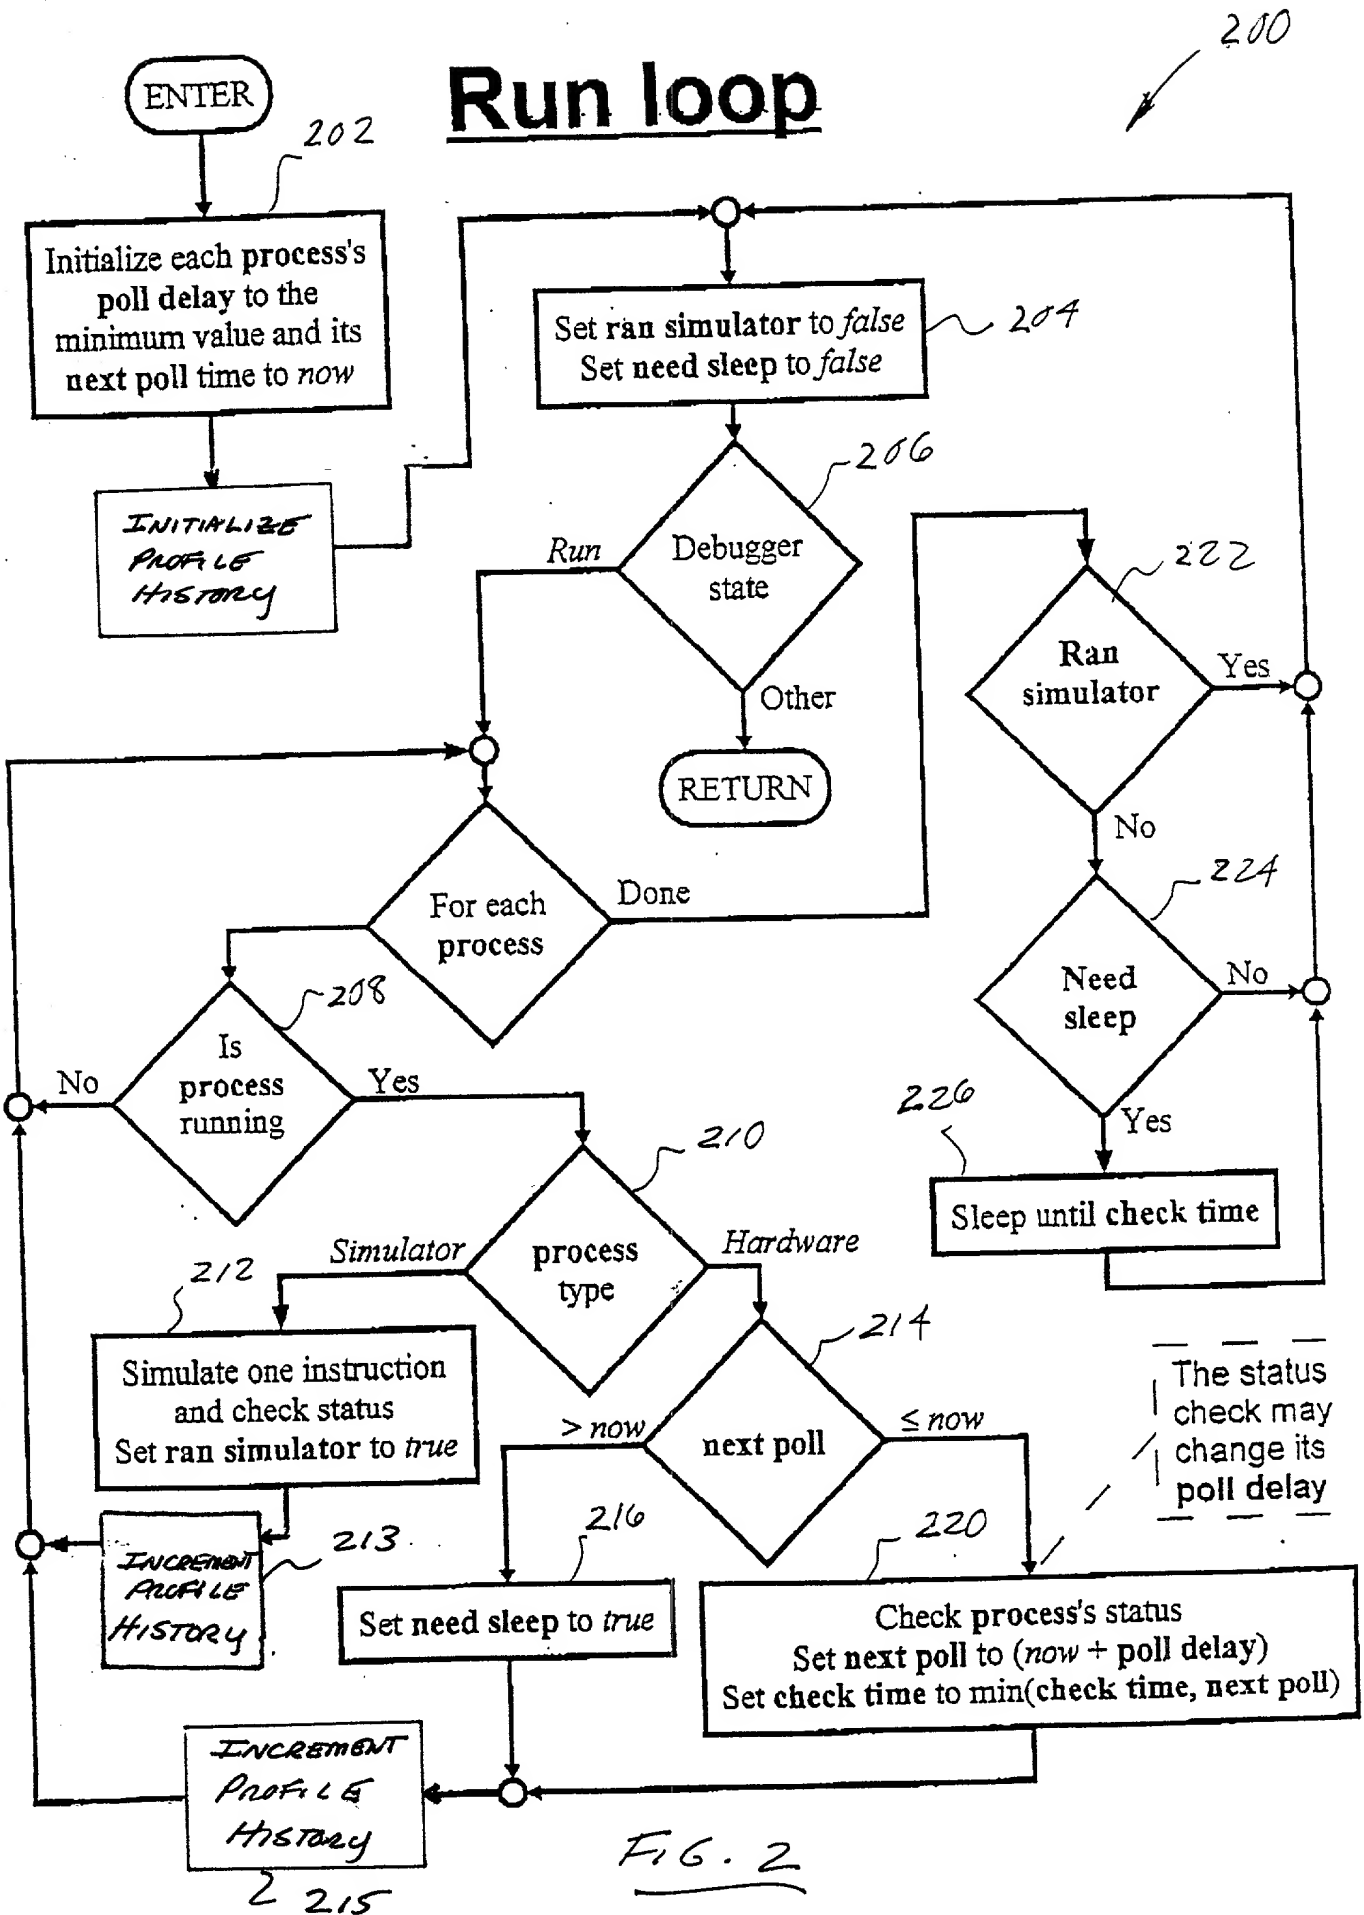 200
Run loop
ENTER
202
Initialize each process's
poll delay to the
minimum value and its
next poll time to now
INITIALIZE
PROFILE
HISTORY
Set ran simulator to false
Set need sleep to false
204
206
Debugger
state
Run
Other
RETURN
For each
process
Done
208
Is
process
running
No
Yes
210
process
type
Simulator
Hardware
212
Simulate one instruction
and check status
Set ran simulator to true
INCREMENT
PROFILE
HISTORY
213
214
next poll
> now
≤ now
216
Set need sleep to true
220
Check process's status
Set next poll to (now + poll delay)
Set check time to min(check time, next poll)
The status
check may
change its
poll delay
INCREMENT
PROFILE
HISTORY
215
222
Ran
simulator
Yes
No
224
Need
sleep
No
Yes
226
Sleep until check time
FIG. 2